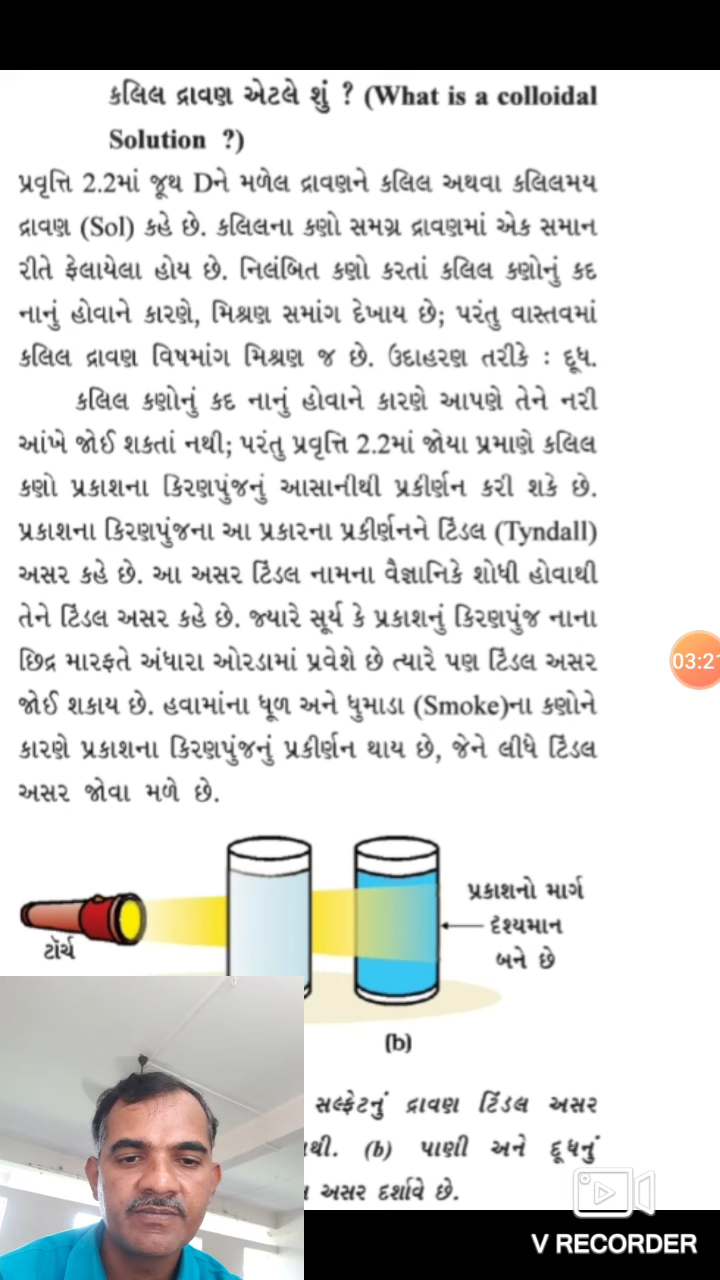 કલિલ દ્રાવણ એટલે શું ? (What is a colloidal
Solution ?)
પ્રવૃત્તિ 2.2માં જૂથ Dને મળેલ દ્રાવણને કલિલ અથવા કલિલમય
દ્રાવણ (Sol) કહે છે. કલિલના કણો સમગ્ર દ્રાવણમાં એક સમાન
રીતે ફેલાયેલા હોય છે. નિલંબિત કણો કરતાં કલિલ કણોનું કદ
નાનું હોવાને કારણે, મિશ્રણ સમાંગ દેખાય છે; પરંતુ વાસ્તવમાં
કલિલ દ્રાવણ વિષમાંગ મિશ્રણ જ છે. ઉદાહરણ તરીકે : દૂધ.
કલિલ કણોનું કદ નાનું હોવાને કારણે આપણે તેને નરી
આંખે જોઈ શકતાં નથી; પરંતુ પ્રવૃત્તિ 2.2માં જોયા પ્રમાણે કલિલ
કણો પ્રકાશના કિરણપુંજનું આસાનીથી પ્રકીર્ણન કરી શકે છે.
પ્રકાશના કિરણપુંજના આ પ્રકારના પ્રકીર્ણનને ટિંડલ (Tyndall)
અસર કહે છે. આ અસર ટિંડલ નામના વૈજ્ઞાનિકે શોધી હોવાથી
તેને ટિંડલ અસર કહે છે. જ્યારે સૂર્ય કે પ્રકાશનું કિરણપુંજ નાના
છિદ્ર મારફતે અંધારા ઓરડામાં પ્રવેશે છે ત્યારે પણ ટિંડલ અસર
જોઈ શકાય છે. હવામાંના ધૂળ અને ધુમાડા (Smoke)ના કણોને
કારણે પ્રકાશના કિરણપુંજનું પ્રકીર્ણન થાય છે, જેને લીધે ટિંડલ
અસર જોવા મળે છે.
03:21
ટૉર્ચ
પ્રકાશનો માર્ગ
દૃશ્યમાન
બને છે
(b)
સલ્ફેટનું દ્રાવણ ટિંડલ અસર
(b) પાણી અને દૂધનું
અસર દર્શાવે છે.
V RECORDER